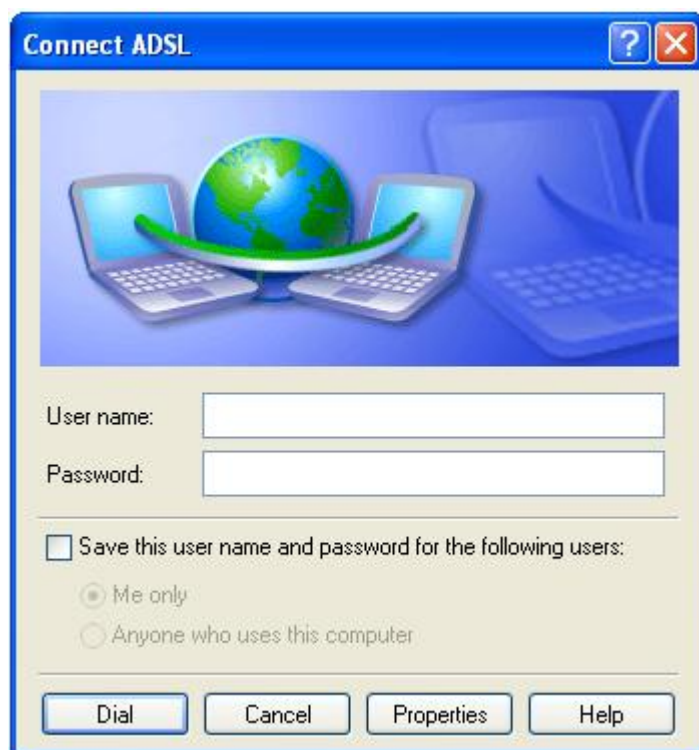 Connect ADSL
User name:
Password:
Save this user name and password for the following users:
Me only
Anyone who uses this computer
Dial
Cancel
Properties
Help